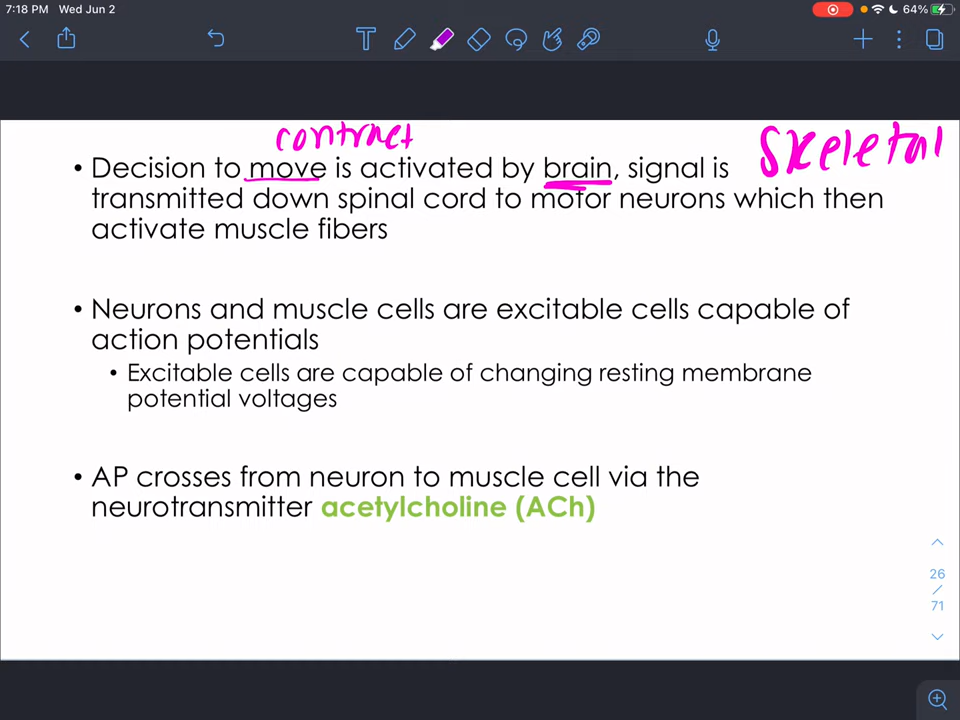 7:18 PM Wed Jun 2
64%
T
contract
skeletal
• Decision to move is activated by brain, signal is
transmitted down spinal cord to motor neurons which then
activate muscle fibers
• Neurons and muscle cells are excitable cells capable of
action potentials
• Excitable cells are capable of changing resting membrane
potential voltages
• AP crosses from neuron to muscle cell via the
neurotransmitter acetylcholine (ACh)
26
/
71